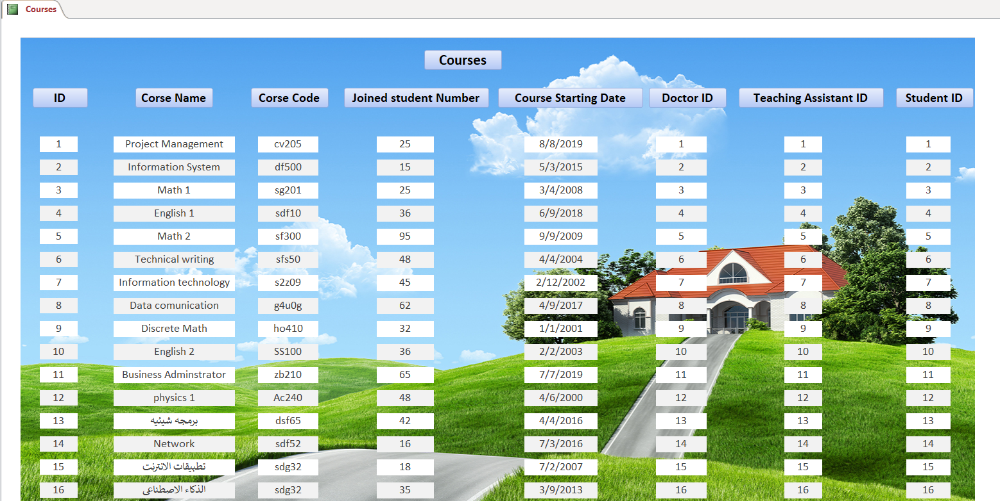 Courses
Courses
ID Corse Name Corse Code Joined student Number Course Starting Date Doctor ID Teaching Assistant ID Student ID
1 Project Management cv205 25 8/8/2019 1 1 1
2 Information System df500 15 5/3/2015 2 2 2
3 Math 1 sg201 25 3/4/2008 3 3 3
4 English 1 sdf10 36 6/9/2018 4 4 4
5 Math 2 sf300 95 9/9/2009 5 5 5
6 Technical writing sfs50 48 4/4/2004 6 6 6
7 Information technology s2z09 45 2/12/2002 7 7 7
8 Data comunication g4u0g 62 4/9/2017 8 8 8
9 Discrete Math ho410 32 1/1/2001 9 9 9
10 English 2 SS100 36 2/2/2003 10 10 10
11 Business Adminstrator zb210 65 7/7/2019 11 11 11
12 physics 1 Ac240 48 4/6/2000 12 12 12
13 برمجه شيئيه dsf65 42 4/4/2016 13 13 13
14 Network sdf52 16 7/3/2016 14 14 14
15 تطبيقات الانترنت sdg32 18 7/2/2007 15 15 15
16 الذكاء الاصطناعى sdg32 35 3/9/2013 16 16 16